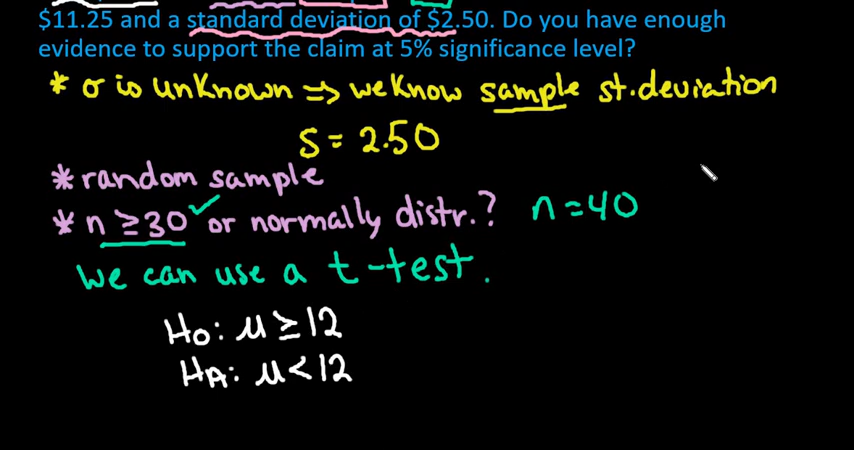 $11.25 and a standard deviation of $2.50. Do you have enough
evidence to support the claim at 5% significance level?
* σ is unknown ⇒ we know sample st.deviation
S = 2.50
* random sample
* n ≥ 30 ✓ or normally distr.? n = 40
We can use a t-test.
H₀: μ ≥ 12
Hₐ: μ < 12